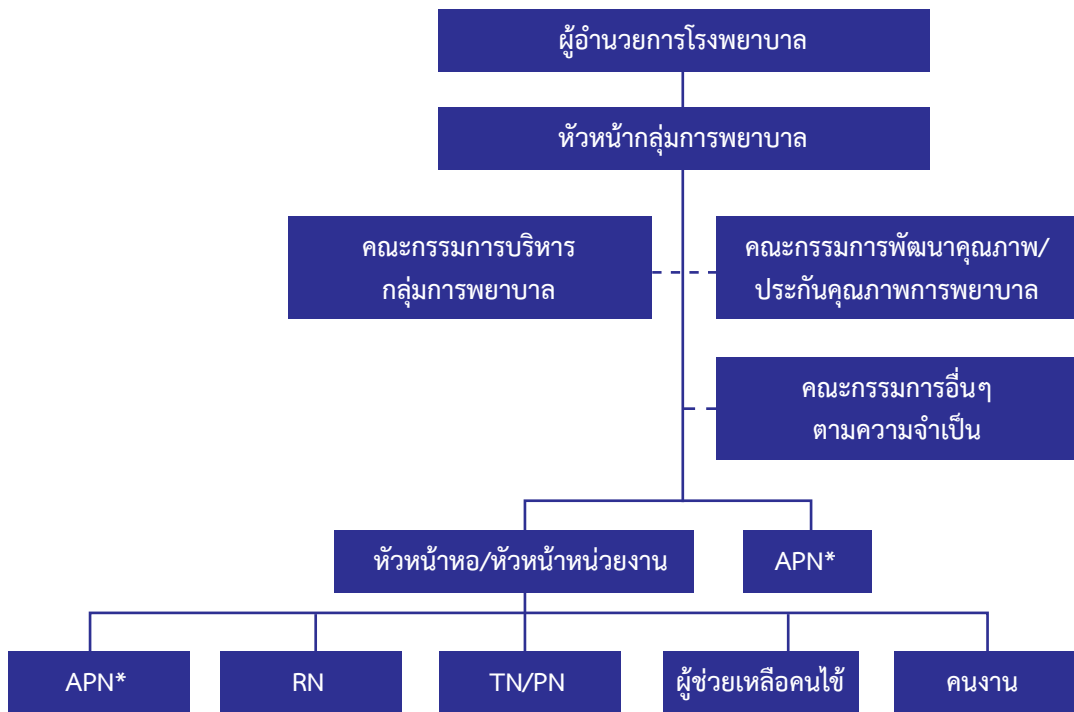 ผู้อำนวยการโรงพยาบาล
หัวหน้ากลุ่มการพยาบาล
คณะกรรมการบริหาร
กลุ่มการพยาบาล
คณะกรรมการพัฒนาคุณภาพ/
ประกันคุณภาพการพยาบาล
คณะกรรมการอื่นๆ
ตามความจำเป็น
หัวหน้าหอ/หัวหน้าหน่วยงาน
APN*
APN*
RN
TN/PN
ผู้ช่วยเหลือคนไข้
คนงาน